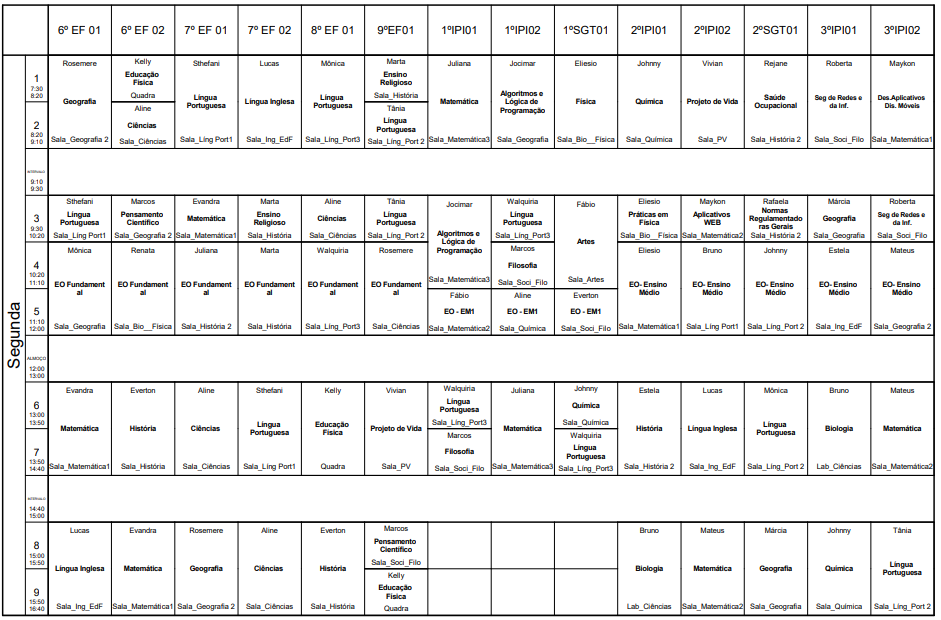 6º EF 01
6º EF 02
7º EF 01
7º EF 02
8º EF 01
9ºEF01
1ºIPI01
1ºIPI02
1ºSGT01
2ºIPI01
2ºIPI02
2ºSGT01
3ºIPI01
3ºIPI02
Segunda
1
7:30
8:20
2
8:20
9:10
Rosemere
Geografia
Sala_Geografia 2
Kelly
Educação
Física
Quadra
Aline
Ciências
Sala_Ciências
Sthefani
Língua
Portuguesa
Sala_Líng Port1
Lucas
Língua Inglesa
Sala_Ing_EdF
Mônica
Língua
Portuguesa
Sala_Líng_Port3
Marta
Ensino
Religioso
Sala_História
Tânia
Língua
Portuguesa
Sala_Líng_Port 2
Juliana
Matemática
Sala_Matemática3
Jocimar
Algoritmos e
Lógica de
Programação
Sala_Geografia
Eliesio
Física
Sala_Bio__Física
Johnny
Química
Sala_Química
Vivian
Projeto de Vida
Sala_PV
Rejane
Saúde
Ocupacional
Sala_História 2
Roberta
Seg de Redes e
da Inf.
Sala_Soci_Filo
Maykon
Des.Aplicativos
Dis. Móveis
Sala_Matemática1
INTERVALO
9:10
9:30
3
9:30
10:20
Sthefani
Língua
Portuguesa
Sala_Líng Port1
Marcos
Pensamento
Científico
Sala_Geografia 2
Evandra
Matemática
Sala_Matemática1
Marta
Ensino
Religioso
Sala_História
Aline
Ciências
Sala_Ciências
Tânia
Língua
Portuguesa
Sala_Líng_Port 2
Jocimar
Algoritmos e
Lógica de
Programação
Sala_Matemática3
Walquiria
Língua
Portuguesa
Sala_Líng_Port3
Fábio
Artes
Sala_Artes
Eliesio
Práticas em
Física
Sala_Bio__Física
Maykon
Aplicativos
WEB
Sala_Matemática2
Rafaela
Normas
Regulamentado
ras Gerais
Sala_História 2
Márcia
Geografia
Sala_Geografia
Roberta
Seg de Redes e
da Inf.
Sala_Soci_Filo
4
10:20
11:10
5
11:10
12:00
Mônica
EO Fundament
al
Sala_Geografia
Renata
EO Fundament
al
Sala_Bio__Física
Juliana
EO Fundament
al
Sala_História 2
Marta
EO Fundament
al
Sala_História
Walquiria
EO Fundament
al
Sala_Líng_Port3
Rosemere
EO Fundament
al
Sala_Ciências
Fábio
EO - EM1
Sala_Matemática2
Marcos
Filosofia
Sala_Soci_Filo
Aline
EO - EM1
Sala_Química
Everton
EO - EM1
Sala_Soci_Filo
Eliesio
EO- Ensino
Médio
Sala_Matemática1
Bruno
EO- Ensino
Médio
Sala_Líng Port1
Johnny
EO- Ensino
Médio
Sala_Líng_Port 2
Estela
EO- Ensino
Médio
Sala_Ing_EdF
Mateus
EO- Ensino
Médio
Sala_Geografia 2
ALMOÇO
12:00
13:00
6
13:00
13:50
7
13:50
14:40
Evandra
Matemática
Sala_Matemática1
Everton
História
Sala_História
Aline
Ciências
Sala_Ciências
Sthefani
Língua
Portuguesa
Sala_Líng Port1
Kelly
Educação
Física
Quadra
Vivian
Projeto de Vida
Sala_PV
Walquiria
Língua
Portuguesa
Sala_Líng_Port3
Marcos
Filosofia
Sala_Soci_Filo
Juliana
Matemática
Sala_Matemática3
Johnny
Química
Sala_Química
Walquiria
Língua
Portuguesa
Sala_Líng_Port3
Estela
História
Sala_História 2
Lucas
Língua Inglesa
Sala_Ing_EdF
Mônica
Língua
Portuguesa
Sala_Líng_Port 2
Bruno
Biologia
Lab_Ciências
Mateus
Matemática
Sala_Matemática2
INTERVALO
14:40
15:00
8
15:00
15:50
9
15:50
16:40
Lucas
Língua Inglesa
Sala_Ing_EdF
Evandra
Matemática
Sala_Matemática1
Rosemere
Geografia
Sala_Geografia 2
Aline
Ciências
Sala_Ciências
Everton
História
Sala_História
Marcos
Pensamento
Científico
Sala_Soci_Filo
Kelly
Educação
Física
Quadra
Bruno
Biologia
Lab_Ciências
Mateus
Matemática
Sala_Matemática2
Márcia
Geografia
Sala_Geografia
Johnny
Química
Sala_Química
Tânia
Língua
Portuguesa
Sala_Líng_Port 2